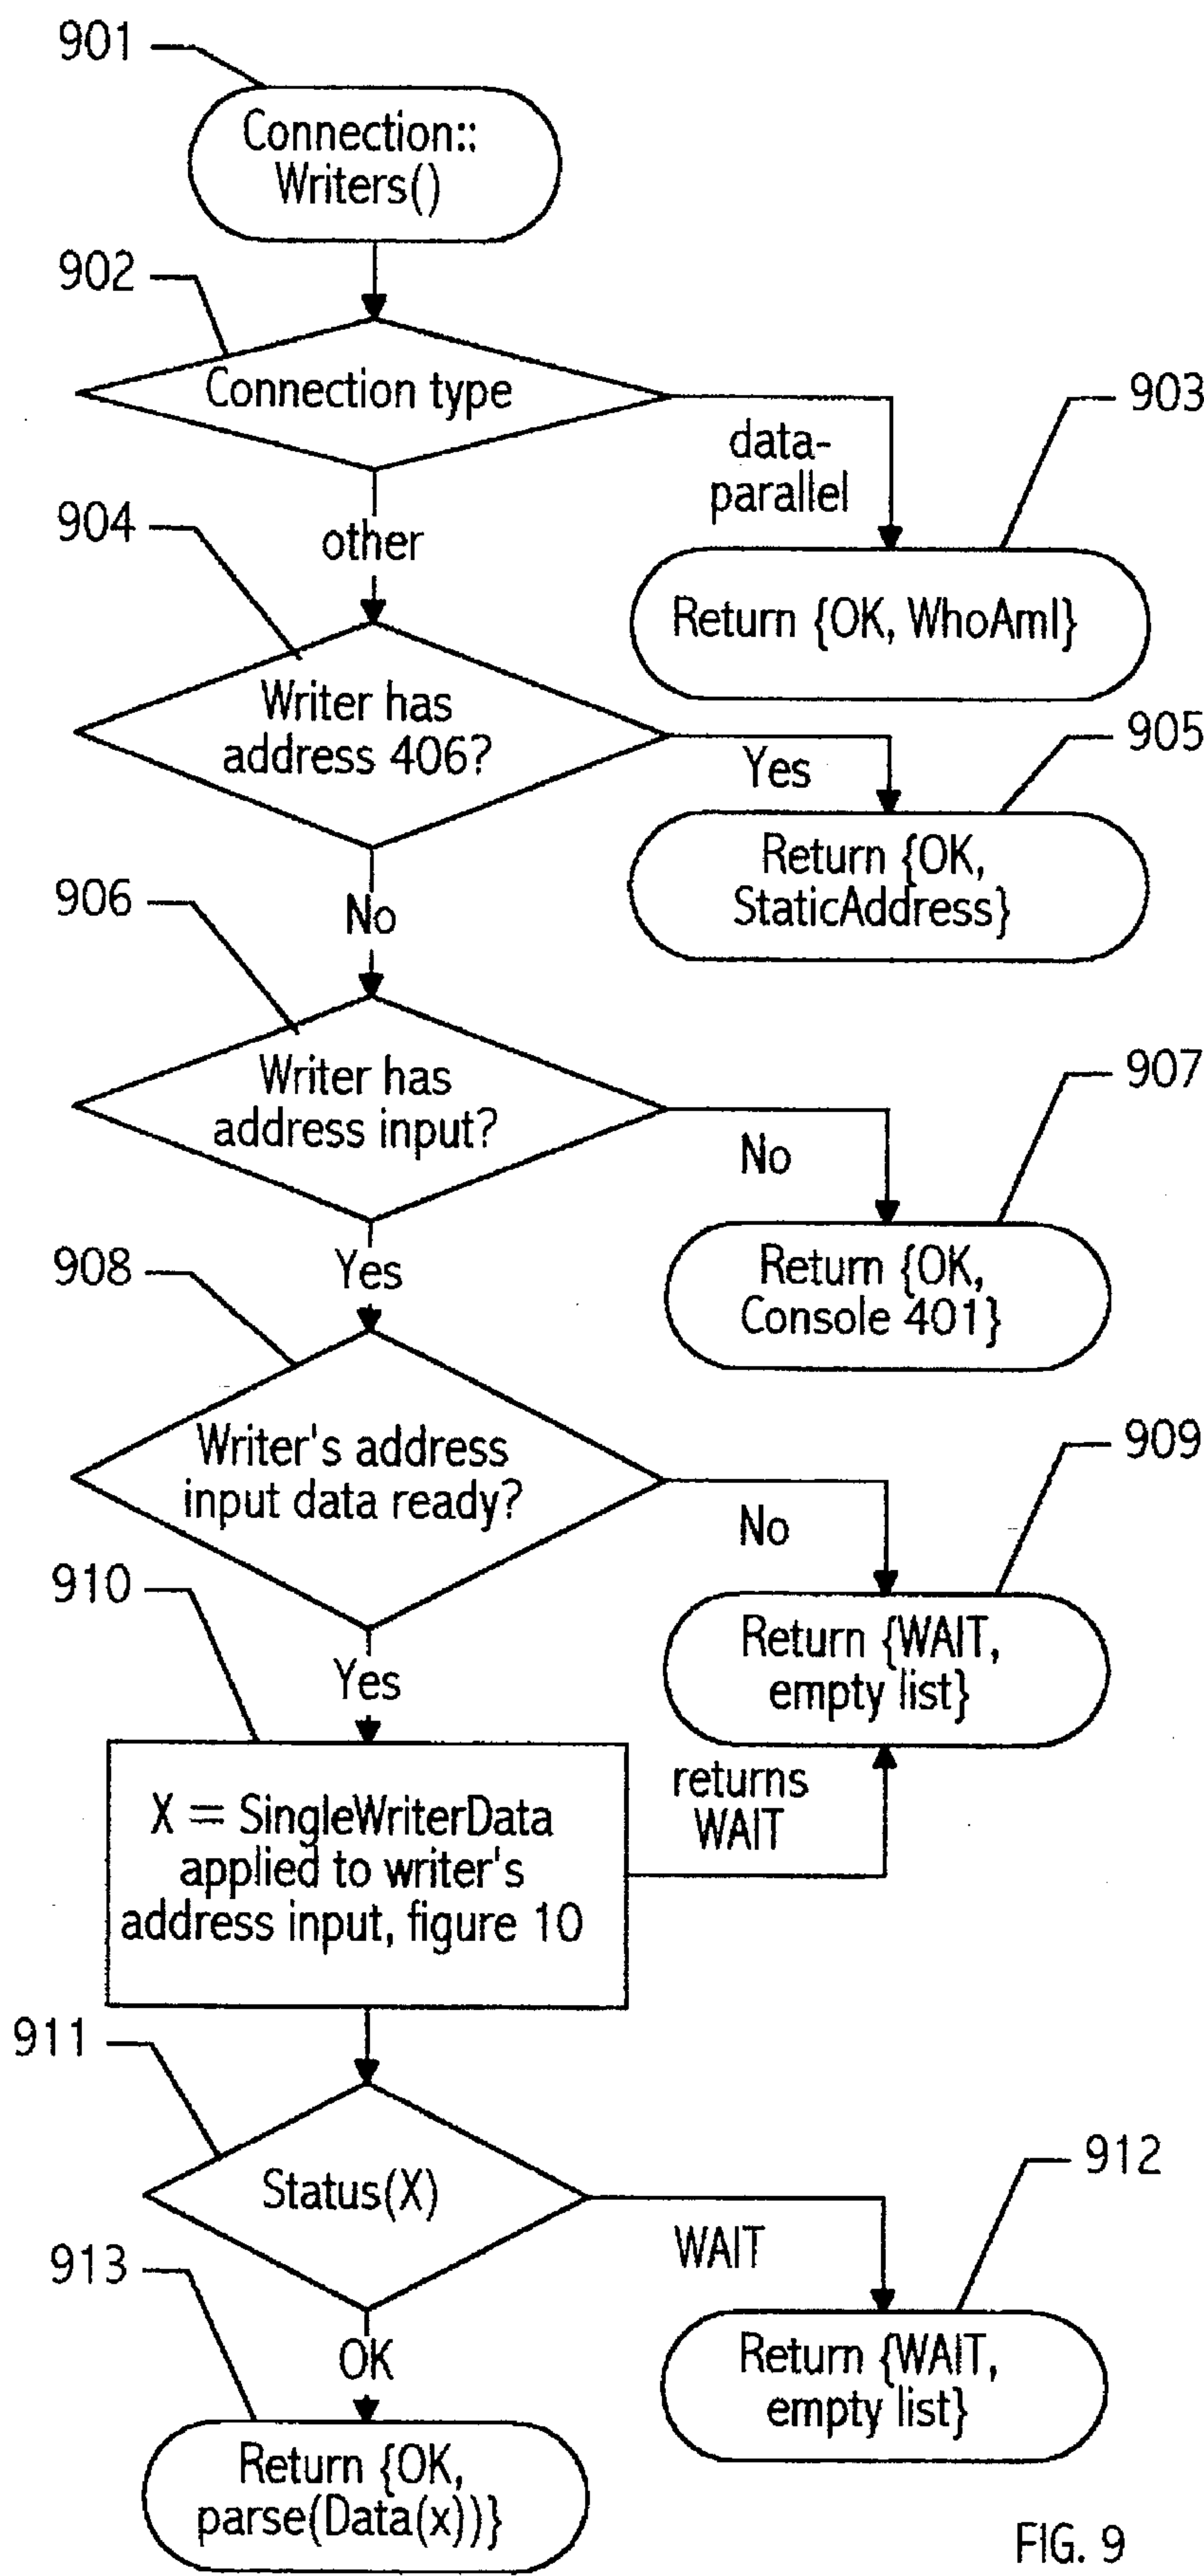 901
Connection::
Writers()
902
Connection type
903
data-
parallel
904
other
Return {OK, WhoAmI}
Writer has
address 406?
905
Yes
Return {OK,
StaticAddress}
906
No
Writer has
address input?
907
No
908
Yes
Return {OK,
Console 401}
Writer's address
input data ready?
909
No
910
Yes
Return {WAIT,
empty list}
returns
WAIT
X = SingleWriterData
applied to writer's
address input, figure 10
911
Status(X)
912
WAIT
913
OK
Return {WAIT,
empty list}
Return {OK,
parse(Data(x))}
FIG. 9